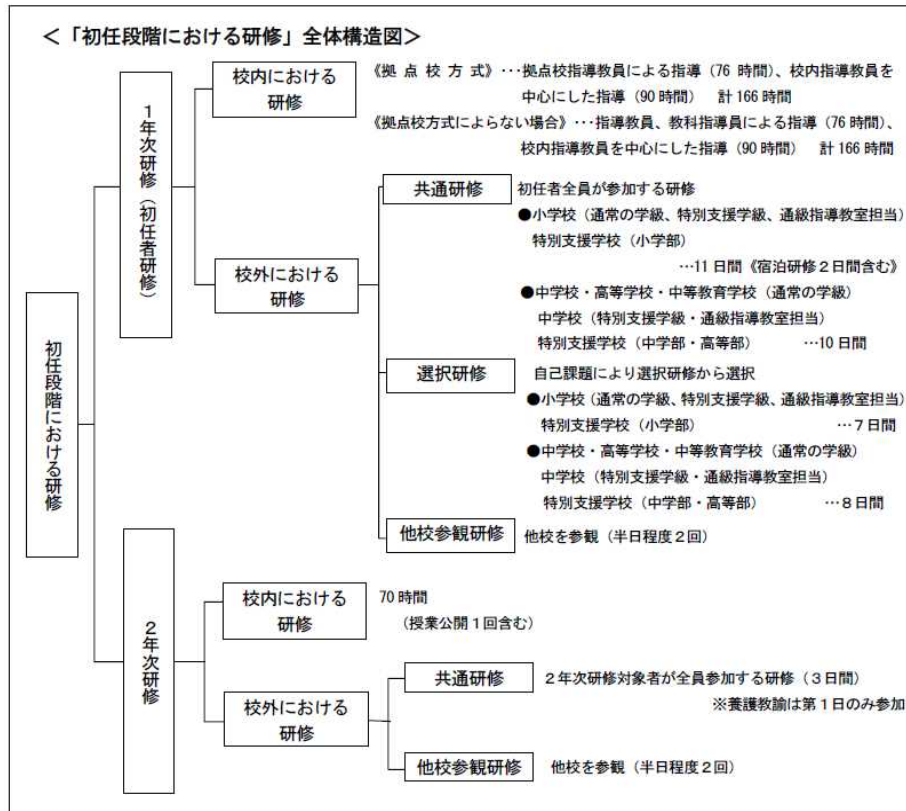 ＜「初任段階における研修」全体構造図＞
初任段階における研修
１年次研修（初任者研修）
校内における
研修
《拠 点 校 方 式》･･･拠点校指導教員による指導（76 時間）、校内指導教員を
中心にした指導（90 時間）　計 166 時間
《拠点校方式によらない場合》･･･指導教員、教科指導員による指導（76 時間）、
校内指導教員を中心にした指導（90 時間）　計 166 時間
校外における
研修
共通研修
初任者全員が参加する研修
●小学校（通常の学級、特別支援学級、通級指導教室担当）
特別支援学校（小学部）
…11 日間《宿泊研修２日間含む》
●中学校・高等学校・中等教育学校（通常の学級）
中学校（特別支援学級・通級指導教室担当）
特別支援学校（中学部・高等部）　…10 日間
選択研修
自己課題により選択研修から選択
●小学校（通常の学級、特別支援学級、通級指導教室担当）
特別支援学校（小学部）　…７日間
●中学校・高等学校・中等教育学校（通常の学級）
中学校（特別支援学級・通級指導教室担当）
特別支援学校（中学部・高等部）　…８日間
他校参観研修
他校を参観（半日程度２回）
２年次研修
校内における
研修
70 時間
（授業公開１回含む）
校外における
研修
共通研修
２年次研修対象者が全員参加する研修（３日間）
※養護教諭は第１日のみ参加
他校参観研修
他校を参観（半日程度２回）